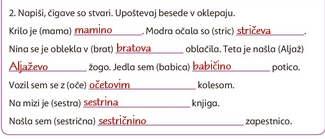 2. Napiši, čigave so stvari. Upoštevaj besede v oklepaju.
Krilo je (mama) mamino. Modra očala so (stric) stričeva.
Nina se je oblekla v (brat) bratova oblačila. Teta je našla (Aljaž)
Aljaževo žogo. Jedla sem (babica) babičino potico.
Vozil sem se z (oče) očetovim kolesom.
Na mizi je (sestra) sestrina knjiga.
Našla sem (sestrična) sestričnino zapestnico.